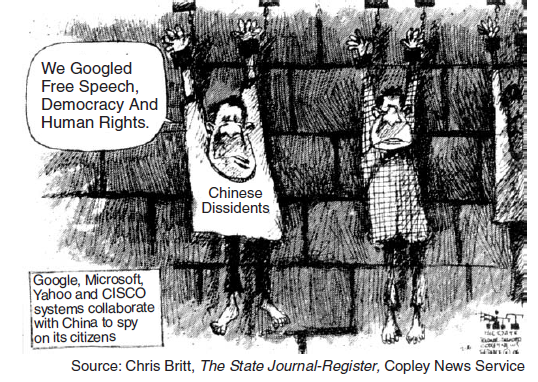 We Googled
Free Speech,
Democracy And
Human Rights.
Chinese
Dissidents
Google, Microsoft,
Yahoo and CISCO
systems collaborate
with China to spy
on its citizens
Source: Chris Britt, The State Journal-Register, Copley News Service